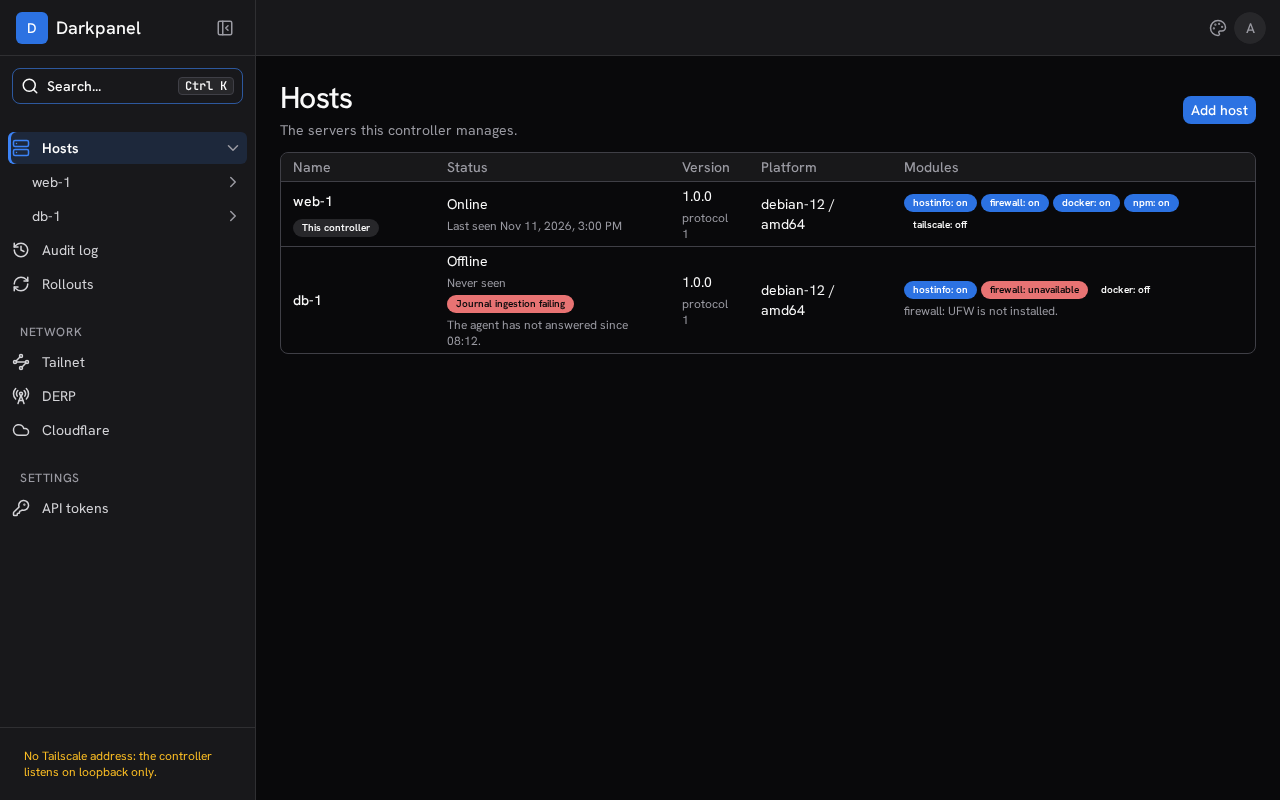 D Darkpanel
A
Search... Ctrl K
Hosts
web-1
db-1
Audit log
Rollouts
NETWORK
Tailnet
DERP
Cloudflare
SETTINGS
API tokens
No Tailscale address: the controller
listens on loopback only.
Hosts
The servers this controller manages.
Add host
Name Status Version Platform Modules
web-1
This controller
Online
Last seen Nov 11, 2026, 3:00 PM
1.0.0
protocol
1
debian-12 /
amd64
hostinfo: on firewall: on docker: on npm: on
tailscale: off
db-1
Offline
Never seen
Journal ingestion failing
The agent has not answered since
08:12.
1.0.0
protocol
1
debian-12 /
amd64
hostinfo: on firewall: unavailable docker: off
firewall: UFW is not installed.